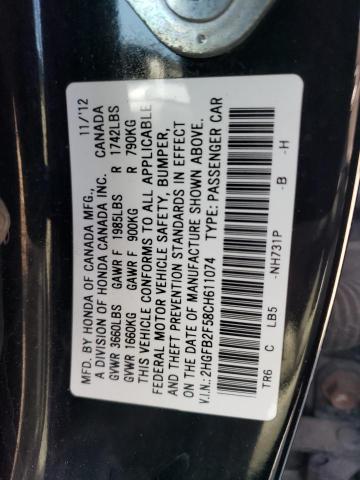 MFD. BY HONDA OF CANADA MFG., 11/12
A DIVISION OF HONDA CANADA INC. CANADA
GVWR 3660LBS GAWR F 1985LBS R 1742LBS
GVWR 1660KG GAWR F 900KG R 790KG
THIS VEHICLE CONFORMS TO ALL APPLICABLE
FEDERAL MOTOR VEHICLE SAFETY, BUMPER,
AND THEFT PREVENTION STANDARDS IN EFFECT
ON THE DATE OF MANUFACTURE SHOWN ABOVE.
V.I.N.: 2HGFB2F58CH611074 TYPE: PASSENGER CAR
TR6 C LB5 -NH731P -B -H